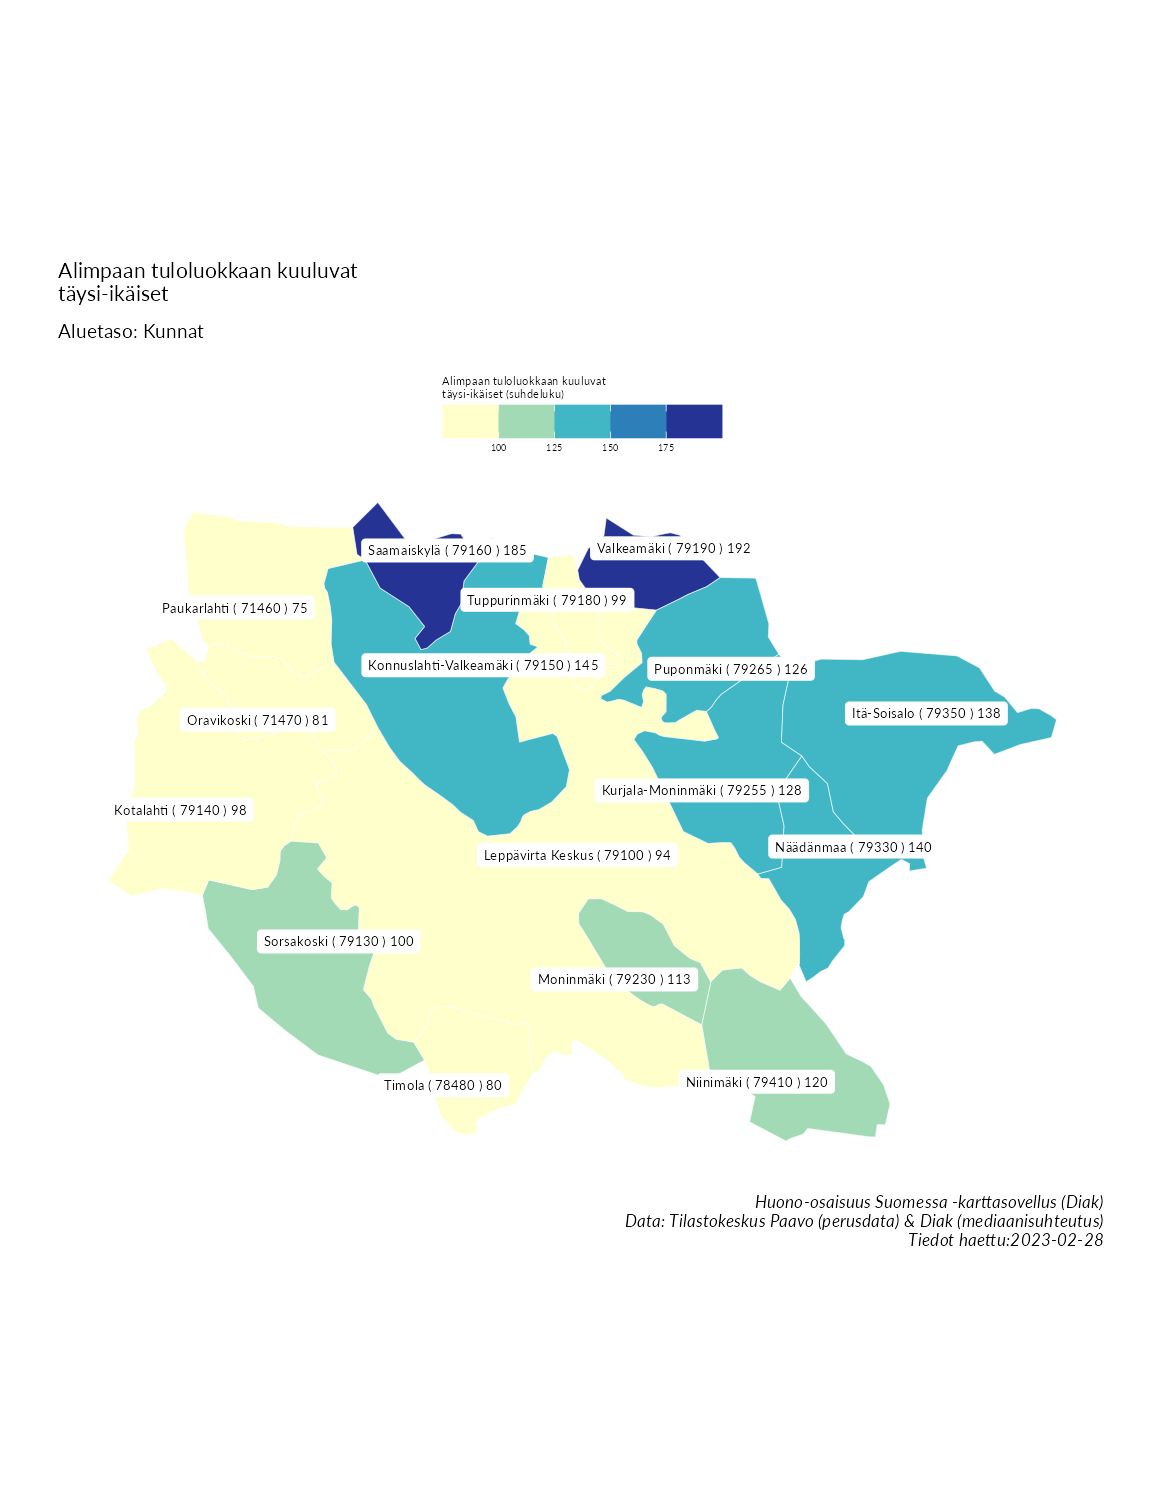 Alimpaan tuloluokkaan kuuluvat
täysi-ikäiset
Aluetaso: Kunnat
Alimpaan tuloluokkaan kuuluvat
täysi-ikäiset (suhdeluku)
100 125 150 175
Saamaiskylä ( 79160 ) 185
Valkeamäki ( 79190 ) 192
Tuppurinmäki ( 79180 ) 99
Paukarlahti ( 71460 ) 75
Konnuslahti-Valkeamäki ( 79150 ) 145
Puponmäki ( 79265 ) 126
Itä-Soisalo ( 79350 ) 138
Oravikoski ( 71470 ) 81
Kurjala-Moninmäki ( 79255 ) 128
Kotalahti ( 79140 ) 98
Näädänmaa ( 79330 ) 140
Leppävirta Keskus ( 79100 ) 94
Sorsakoski ( 79130 ) 100
Moninmäki ( 79230 ) 113
Niinimäki ( 79410 ) 120
Timola ( 78480 ) 80
Huono-osaisuus Suomessa -karttasovellus (Diak)
Data: Tilastokeskus Paavo (perusdata) & Diak (mediaanisuhteutus)
Tiedot haettu:2023-02-28